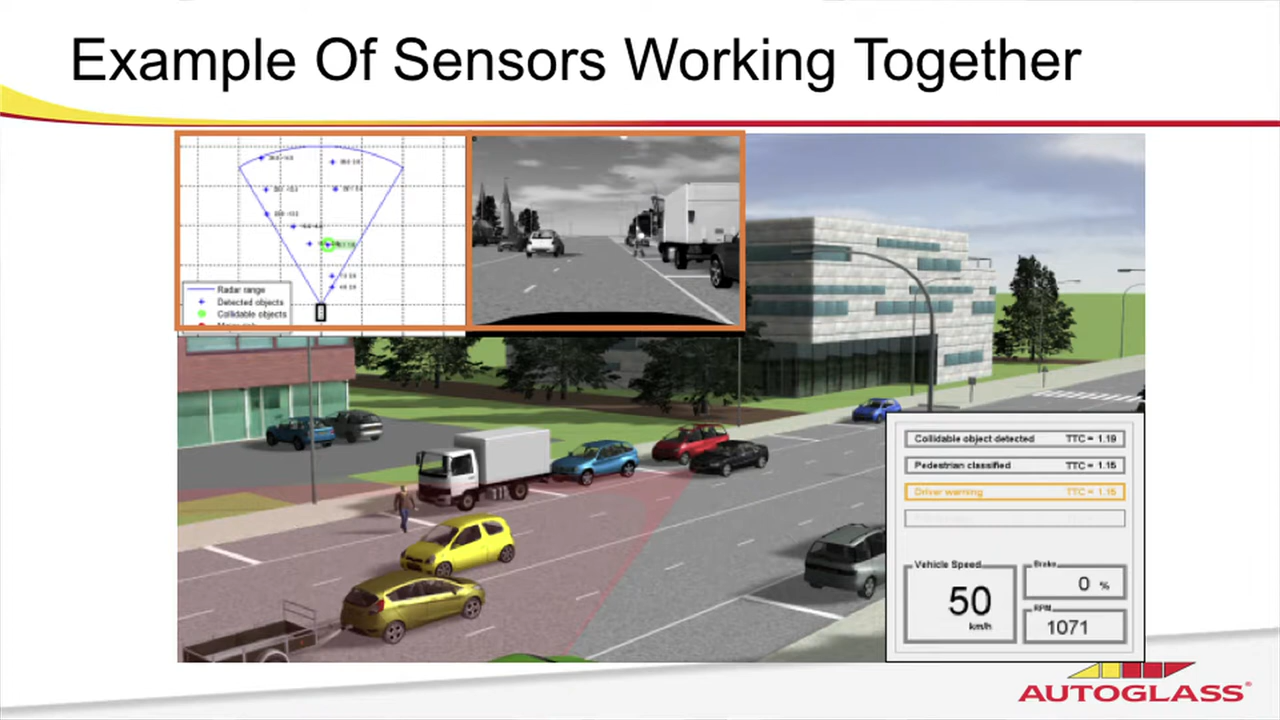 Example Of Sensors Working Together
Radar range
Detected objects
Collidable objects
Collidable object detected TTC = 1.19
Pedestrian classified TTC = 1.15
Driver warning TTC = 1.15
Vehicle Speed
50
km/h
Brake
0 %
RPM
1071
AUTOGLASS®